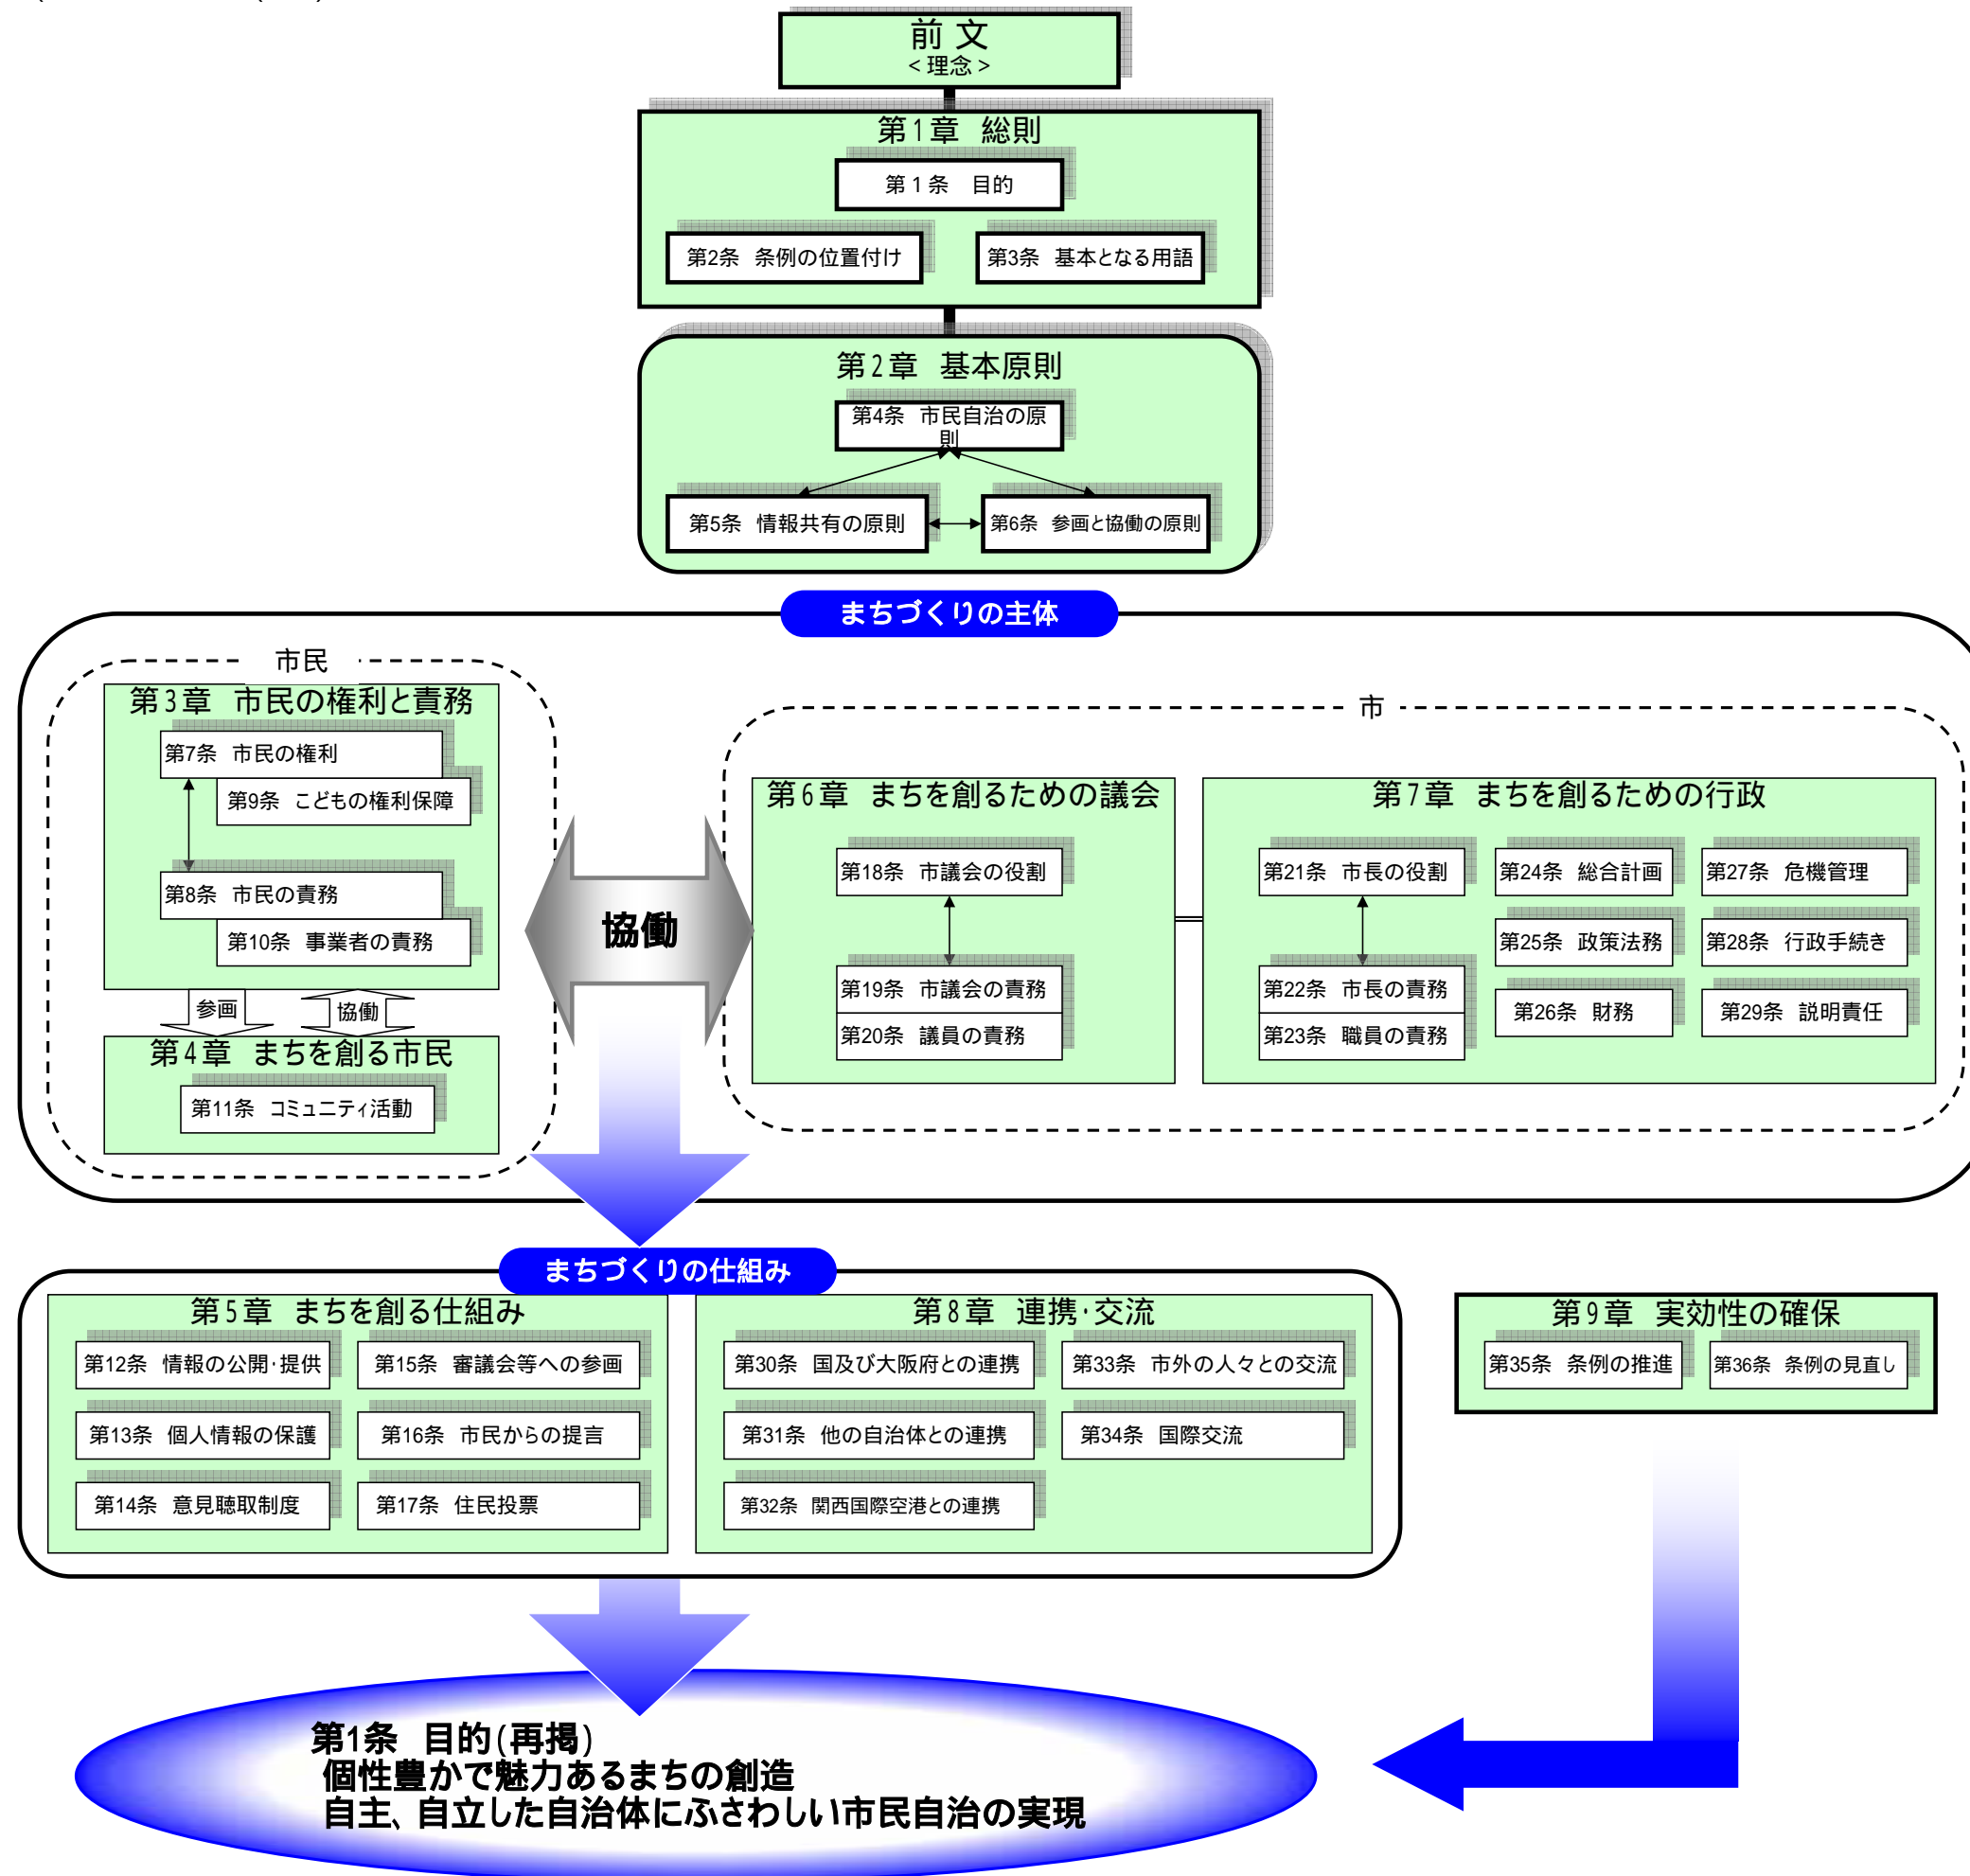 前 文
<理念>
第1章 総則
第1条 目的
第2条 条例の位置付け
第3条 基本となる用語
第2章 基本原則
第4条 市民自治の原
則
第5条 情報共有の原則
第6条 参画と協働の原則
まちづくりの主体
市民
第3章 市民の権利と責務
第7条 市民の権利
第9条 こどもの権利保障
第8条 市民の責務
第10条 事業者の責務
参画
協働
第4章 まちを創る市民
第11条 コミュニティ活動
協働
市
第6章 まちを創るための議会
第18条 市議会の役割
第19条 市議会の責務
第20条 議員の責務
第7章 まちを創るための行政
第21条 市長の役割
第22条 市長の責務
第23条 職員の責務
第24条 総合計画
第25条 政策法務
第26条 財務
第27条 危機管理
第28条 行政手続き
第29条 説明責任
まちづくりの仕組み
第5章 まちを創る仕組み
第12条 情報の公開・提供
第13条 個人情報の保護
第14条 意見聴取制度
第15条 審議会等への参画
第16条 市民からの提言
第17条 住民投票
第8章 連携・交流
第30条 国及び大阪府との連携
第31条 他の自治体との連携
第32条 関西国際空港との連携
第33条 市外の人々との交流
第34条 国際交流
第9章 実効性の確保
第35条 条例の推進
第36条 条例の見直し
第1条 目的(再掲)
個性豊かで魅力あるまちの創造
自主、自立した自治体にふさわしい市民自治の実現